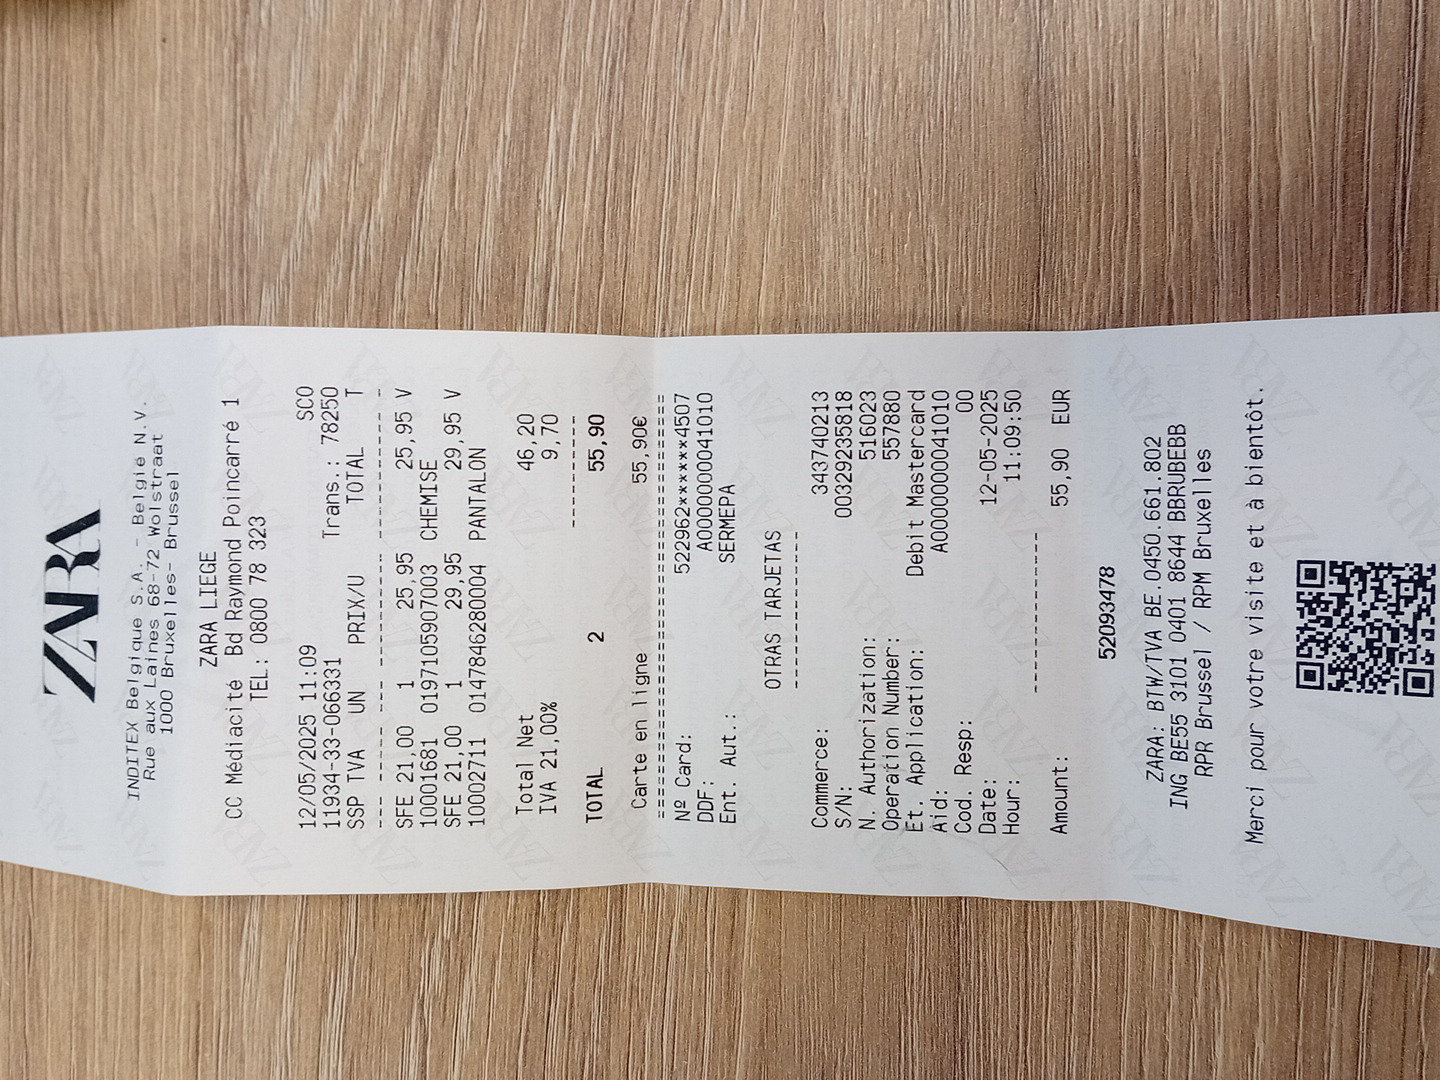 ZARA
INDITEX Belgique S.A. - België N.V.
Rue aux Laines 68-72 Wolstraat
1000 Bruxelles- Brussel
ZARA LIEGE
CC Médiacité Bd Raymond Poincarré 1
TEL: 0800 78 323
12/05/2025 11:09 SCO
11934-33-066331 Trans.: 78250
SSP TVA UN PRIX/U TOTAL T
--- ----- --- ------- ---------- -
SFE 21,00 1 25,95 25,95 V
10001681 0197105907003 CHEMISE
SFE 21,00 1 29,95 29,95 V
10002711 01478462800004 PANTALON
Total Net 46,20
IVA 21,00% 9,70
----------
TOTAL 2 55,90
Carte en ligne 55,90€
======================================
Nº Card: 522962******4507
DDF: A0000000041010
Ent. Aut.: SERMEPA
OTRAS TARJETAS
--------------
Commerce: 343740213
S/N: 00329235818
N. Authorization: 516023
Operation Number: 557880
Et. Application: Debit Mastercard
Aid: A0000000041010
Cod. Resp: 00
Date: 12-05-2025
Hour: 11:09:50
--------------
Amount: 55,90 EUR
52093478
ZARA: BTW/TVA BE.0450.661.802
ING BE55 3101 0401 8644 BBRUBEBB
RPR Brussel / RPM Bruxelles
Merci pour votre visite et à bientôt.